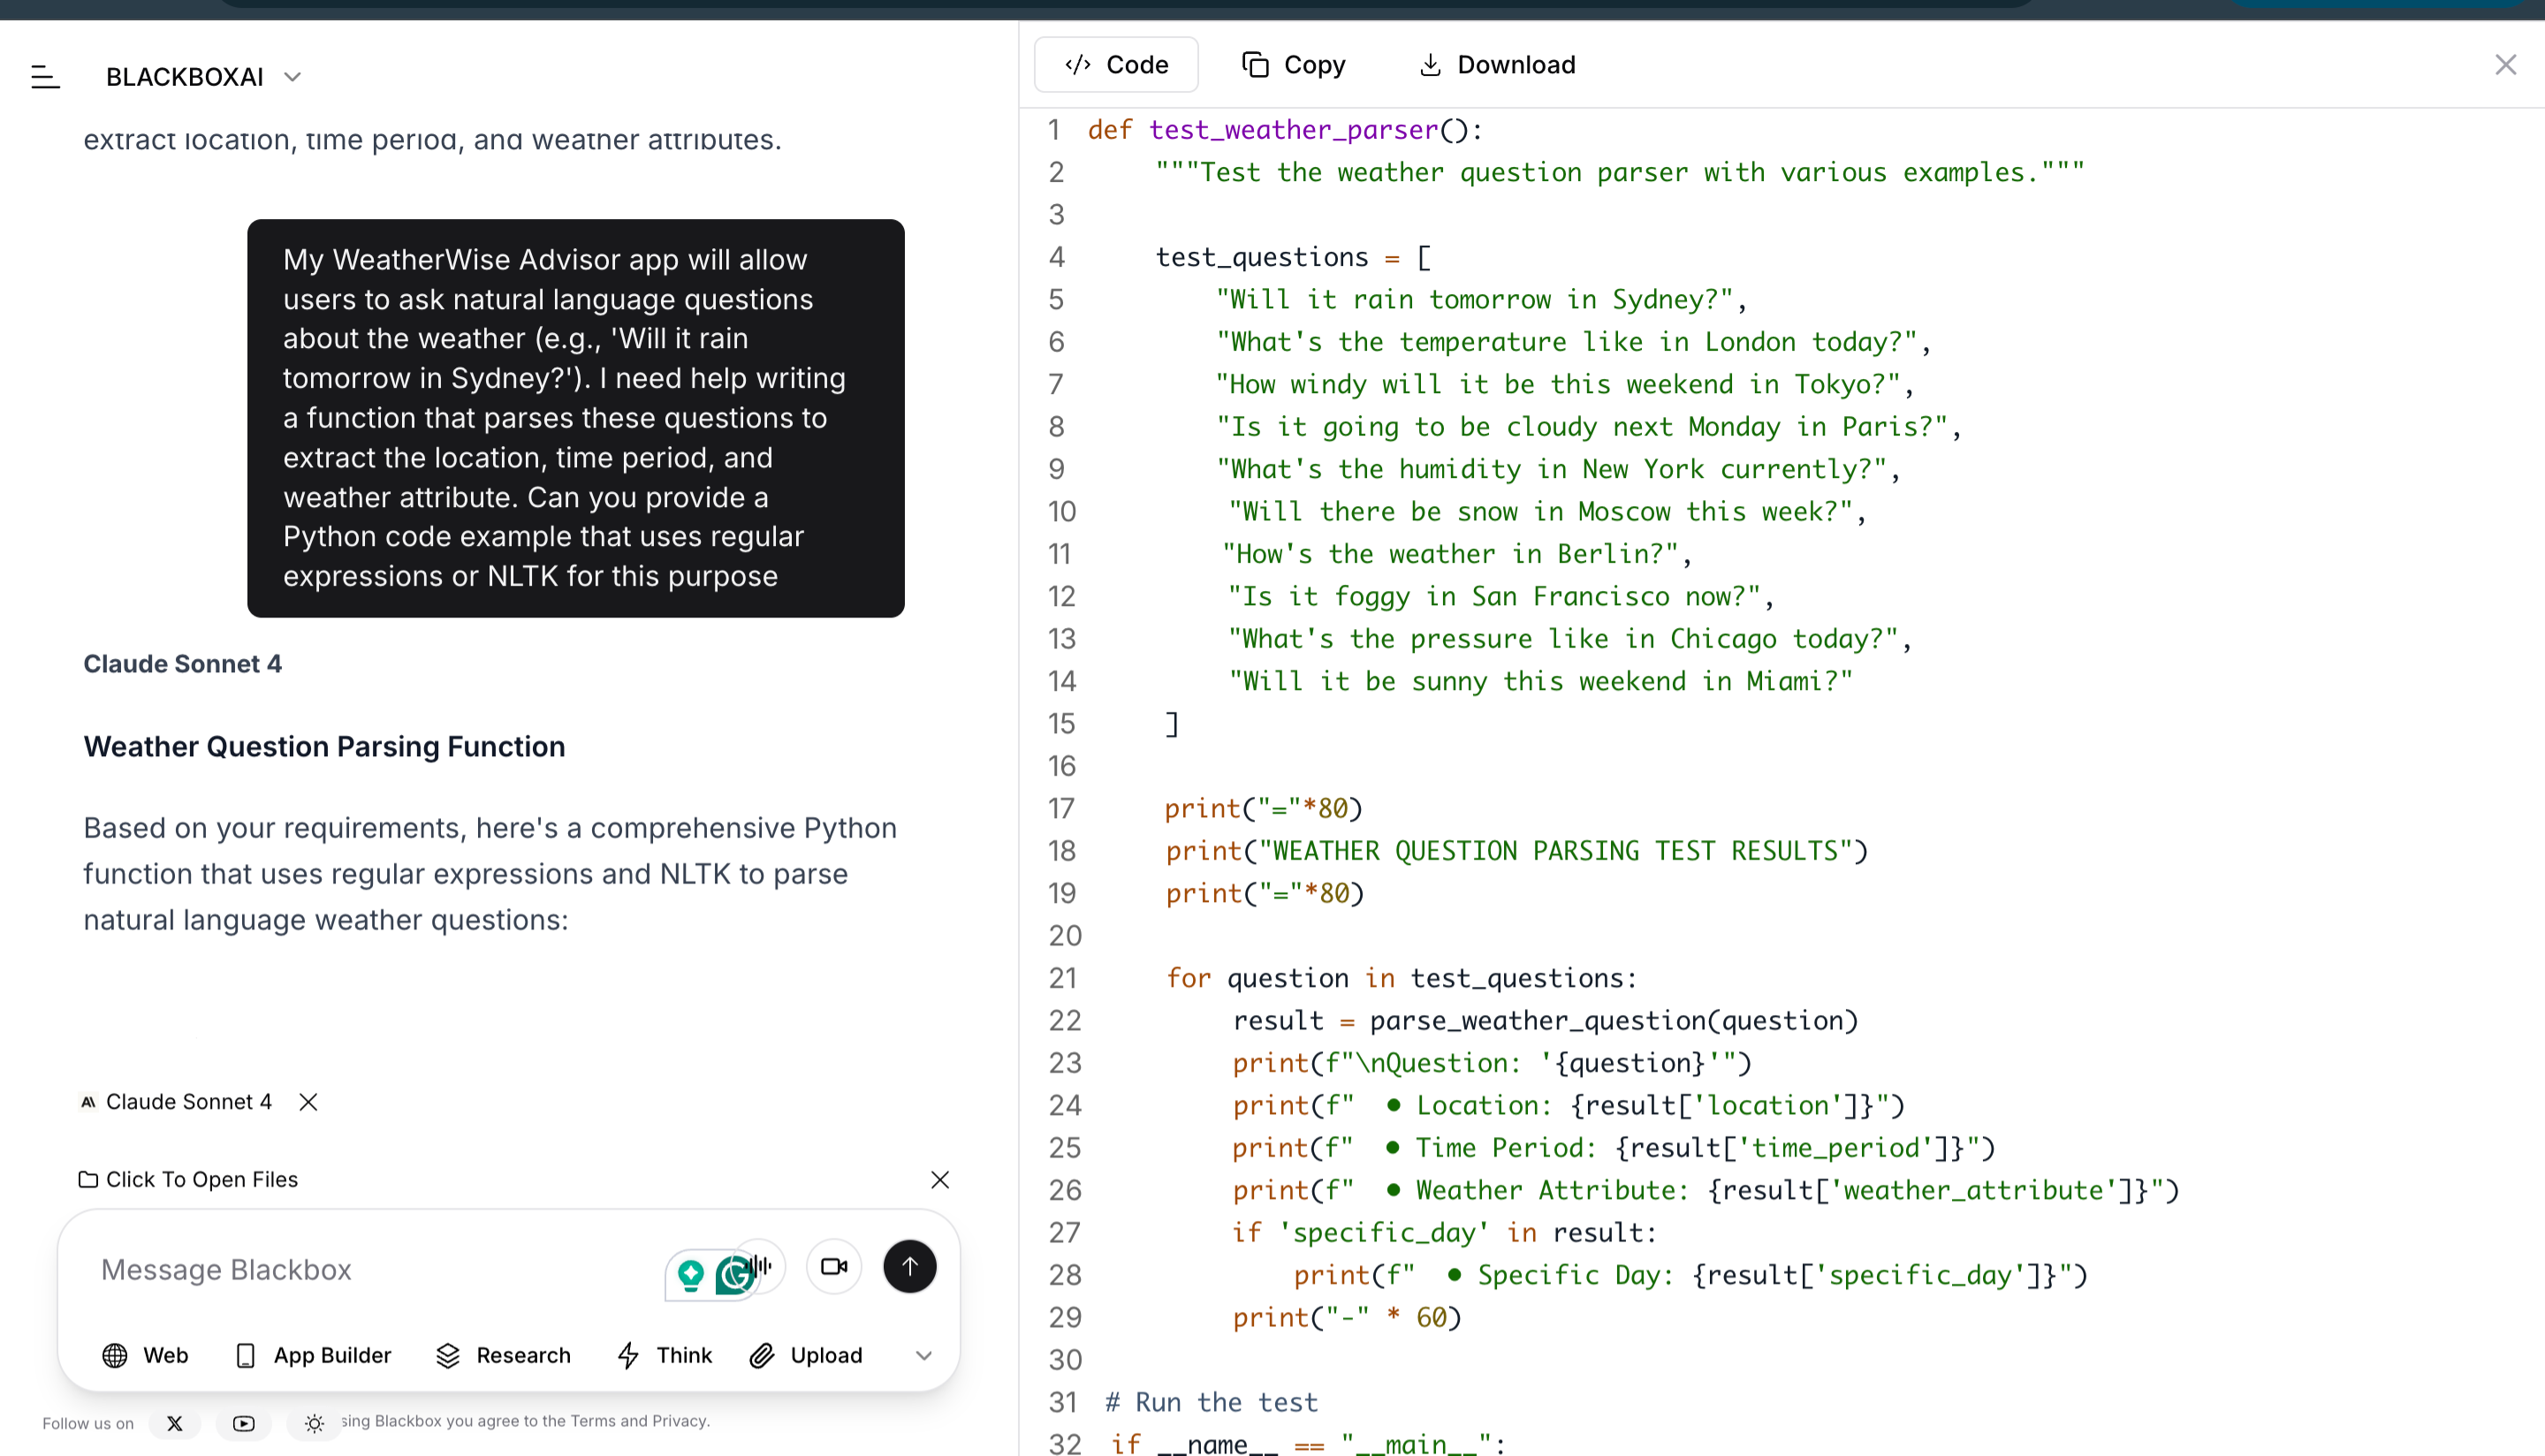 BLACKBOXAI
extract location, time period, and weather attributes.
My WeatherWise Advisor app will allow
users to ask natural language questions
about the weather (e.g., 'Will it rain
tomorrow in Sydney?'). I need help writing
a function that parses these questions to
extract the location, time period, and
weather attribute. Can you provide a
Python code example that uses regular
expressions or NLTK for this purpose
Claude Sonnet 4
Weather Question Parsing Function
Based on your requirements, here's a comprehensive Python
function that uses regular expressions and NLTK to parse
natural language weather questions:
Claude Sonnet 4
Click To Open Files
Message Blackbox
Web App Builder Research Think Upload
Follow us on
sing Blackbox you agree to the Terms and Privacy.
</> Code Copy Download
1 def test_weather_parser():
2 """Test the weather question parser with various examples."""
3
4 test_questions = [
5 "Will it rain tomorrow in Sydney?",
6 "What's the temperature like in London today?",
7 "How windy will it be this weekend in Tokyo?",
8 "Is it going to be cloudy next Monday in Paris?",
9 "What's the humidity in New York currently?",
10 "Will there be snow in Moscow this week?",
11 "How's the weather in Berlin?",
12 "Is it foggy in San Francisco now?",
13 "What's the pressure like in Chicago today?",
14 "Will it be sunny this weekend in Miami?"
15 ]
16
17 print("="*80)
18 print("WEATHER QUESTION PARSING TEST RESULTS")
19 print("="*80)
20
21 for question in test_questions:
22 result = parse_weather_question(question)
23 print(f"\nQuestion: '{question}'")
24 print(f" • Location: {result['location']}")
25 print(f" • Time Period: {result['time_period']}")
26 print(f" • Weather Attribute: {result['weather_attribute']}")
27 if 'specific_day' in result:
28 print(f" • Specific Day: {result['specific_day']}")
29 print("-" * 60)
30
31 # Run the test
32 if __name__ == "__main__":